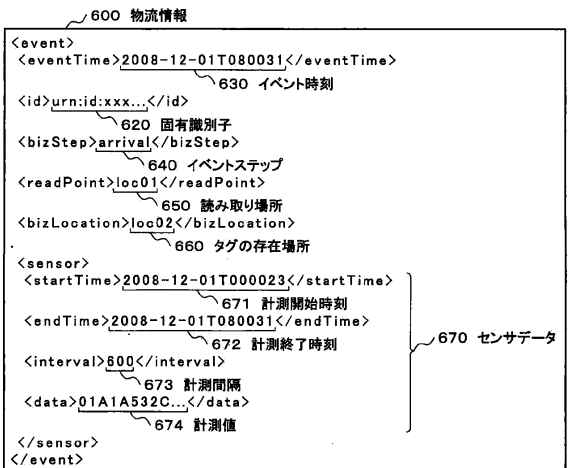 600 物流情報
<event>
<eventTime>2008-12-01T080031</eventTime>
630 イベント時刻
<id>urn:id:xxx...</id>
620 固有識別子
<bizStep>arrival</bizStep>
640 イベントステップ
<readPoint>loc01</readPoint>
650 読み取り場所
<bizLocation>loc02</bizLocation>
660 タグの存在場所
<sensor>
<startTime>2008-12-01T000023</startTime>
671 計測開始時刻
<endTime>2008-12-01T080031</endTime>
670 センサデータ
672 計測終了時刻
<interval>600</interval>
673 計測間隔
<data>01A1A532C...</data>
674 計測値
</sensor>
</event>